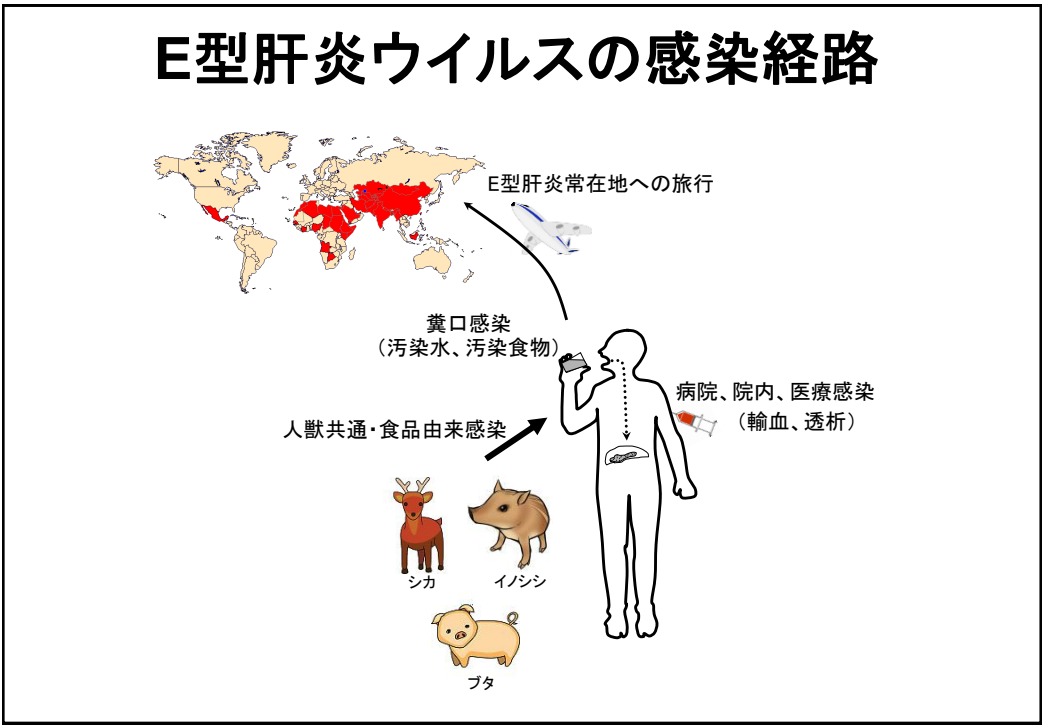 E型肝炎ウイルスの感染経路
E型肝炎常在地への旅行
糞口感染
（汚染水、汚染食物）
病院、院内、医療感染
（輸血、透析）
人獣共通・食品由来感染
シカ
イノシシ
ブタ